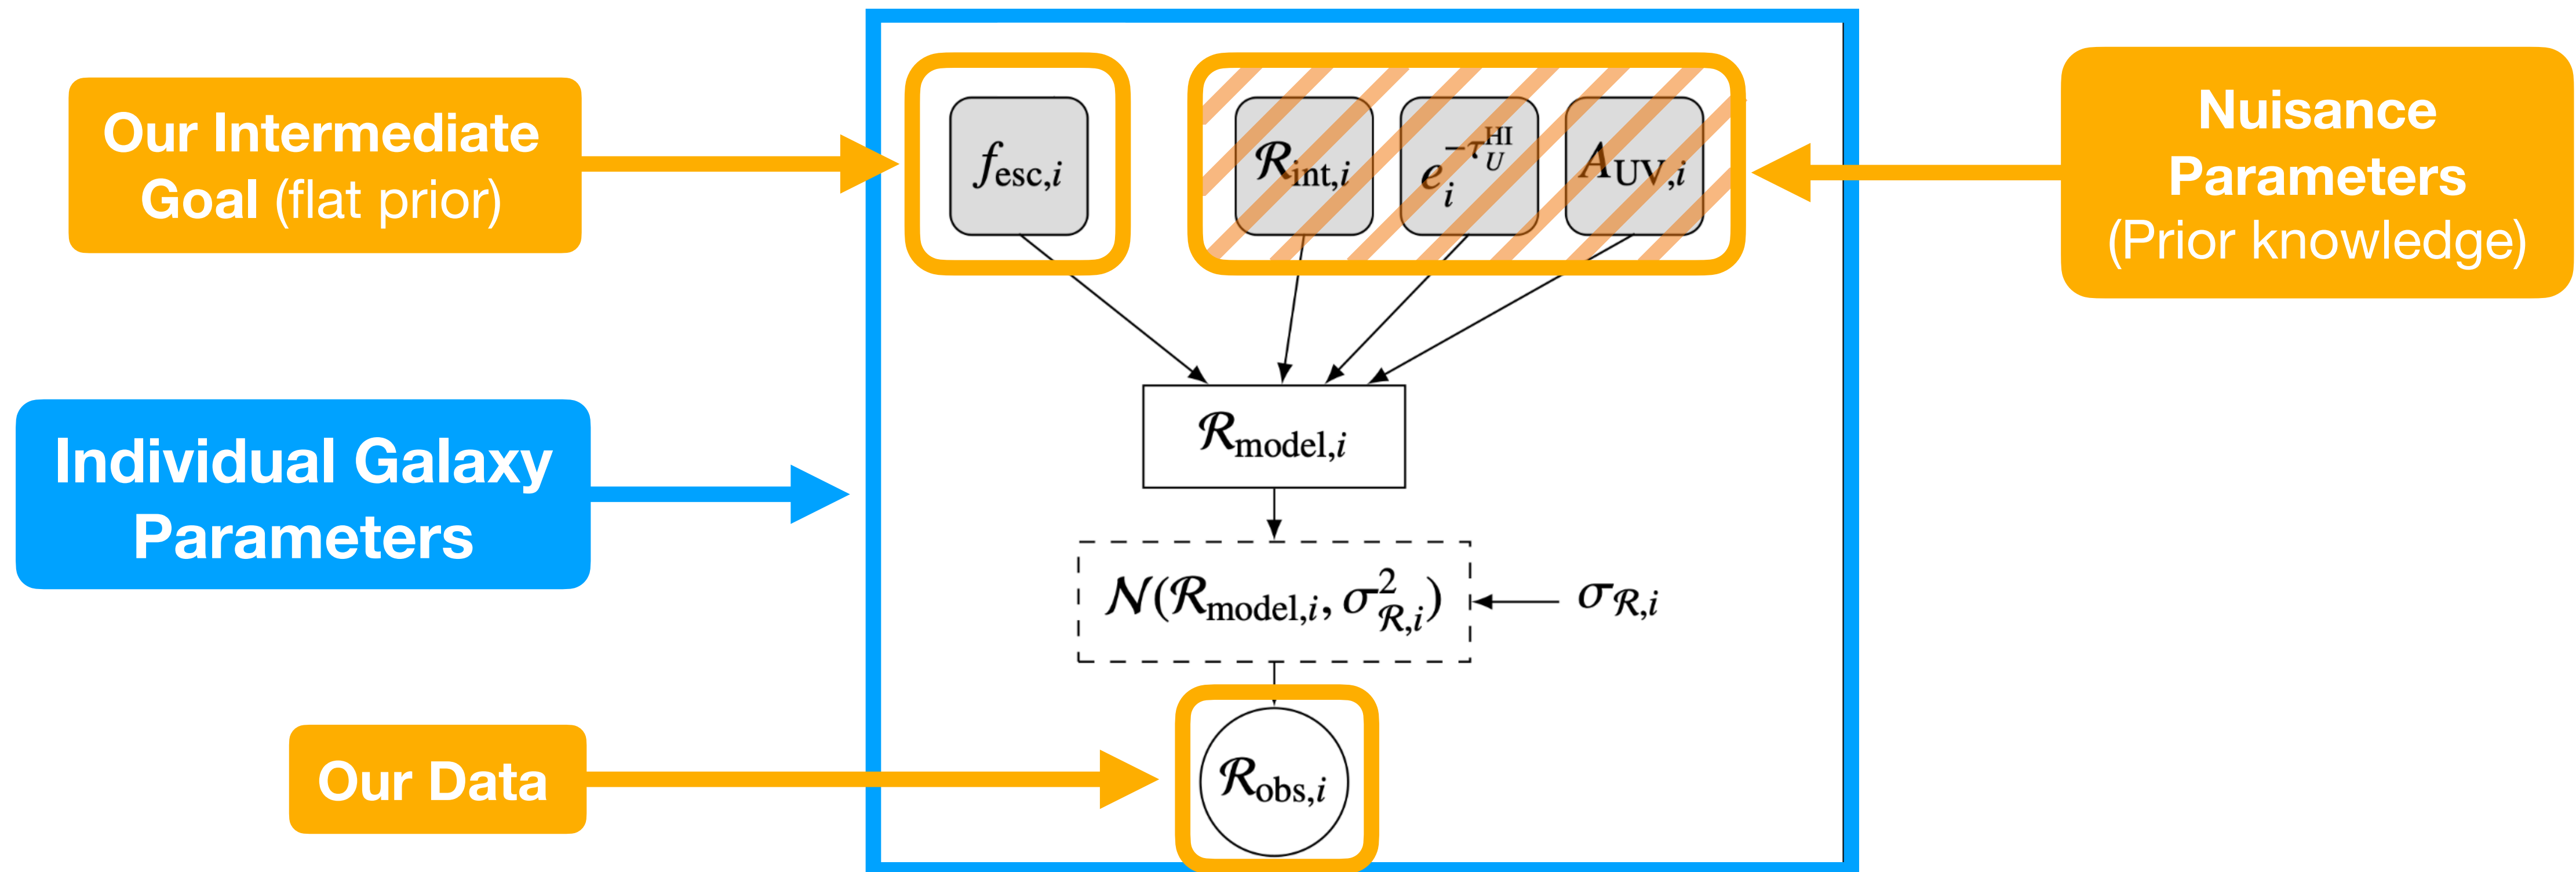 Our Intermediate
Goal (flat prior)
f_esc,i
ℛ_int,i
e_i^{-τ_U^HI}
A_UV,i
Nuisance
Parameters
(Prior knowledge)
Individual Galaxy
Parameters
ℛ_model,i
𝒩(ℛ_model,i, σ²_ℛ,i)
σ_ℛ,i
Our Data
ℛ_obs,i